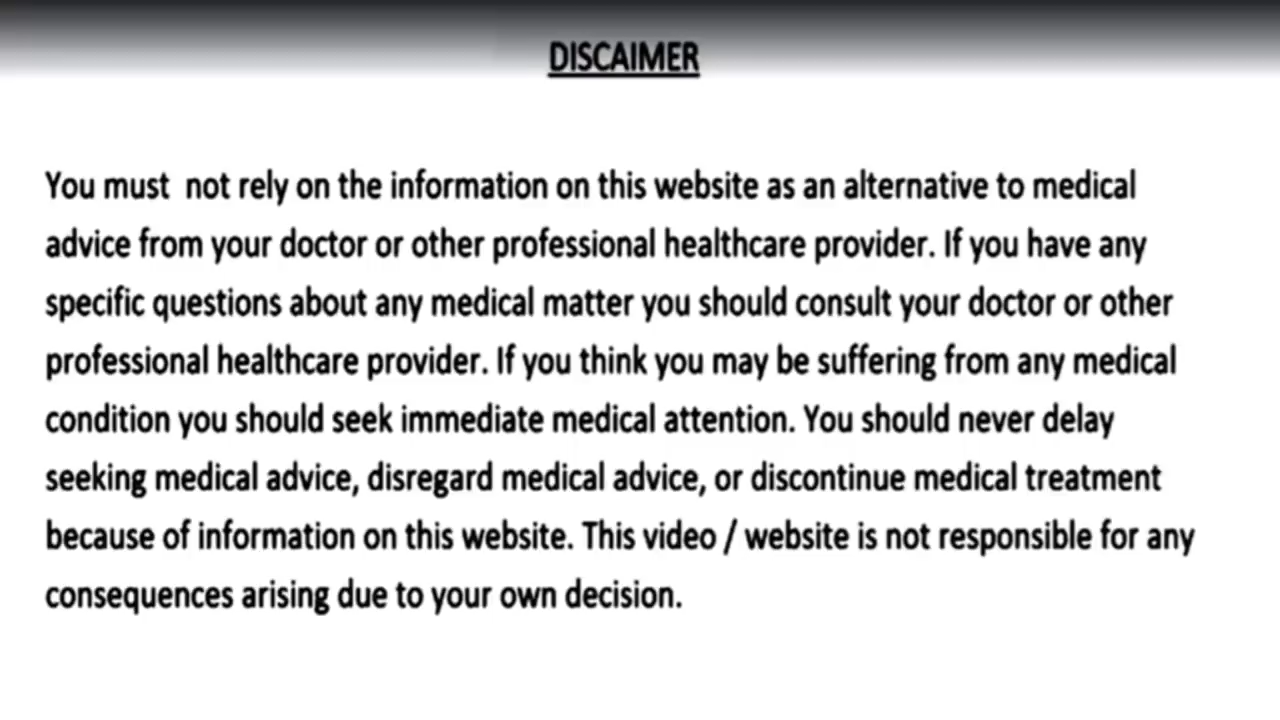 DISCAIMER
You must  not rely on the information on this website as an alternative to medical
advice from your doctor or other professional healthcare provider. If you have any
specific questions about any medical matter you should consult your doctor or other
professional healthcare provider. If you think you may be suffering from any medical
condition you should seek immediate medical attention. You should never delay
seeking medical advice, disregard medical advice, or discontinue medical treatment
because of information on this website. This video / website is not responsible for any
consequences arising due to your own decision.